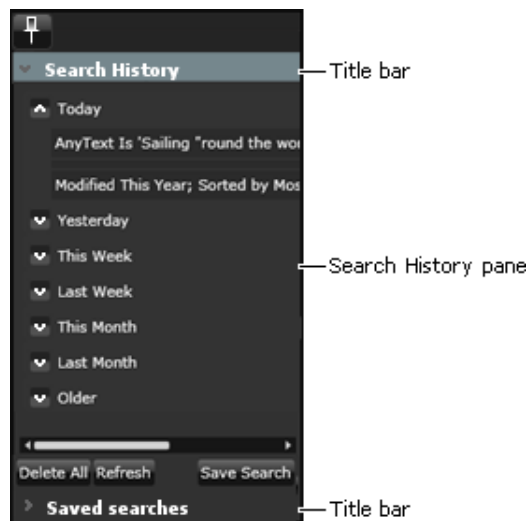 Search History
Title bar
Today
AnyText Is 'Sailing "round the wo
Modified This Year; Sorted by Mos
Yesterday
This Week
Search History pane
Last Week
This Month
Last Month
Older
Delete All Refresh Save Search
Saved searches
Title bar